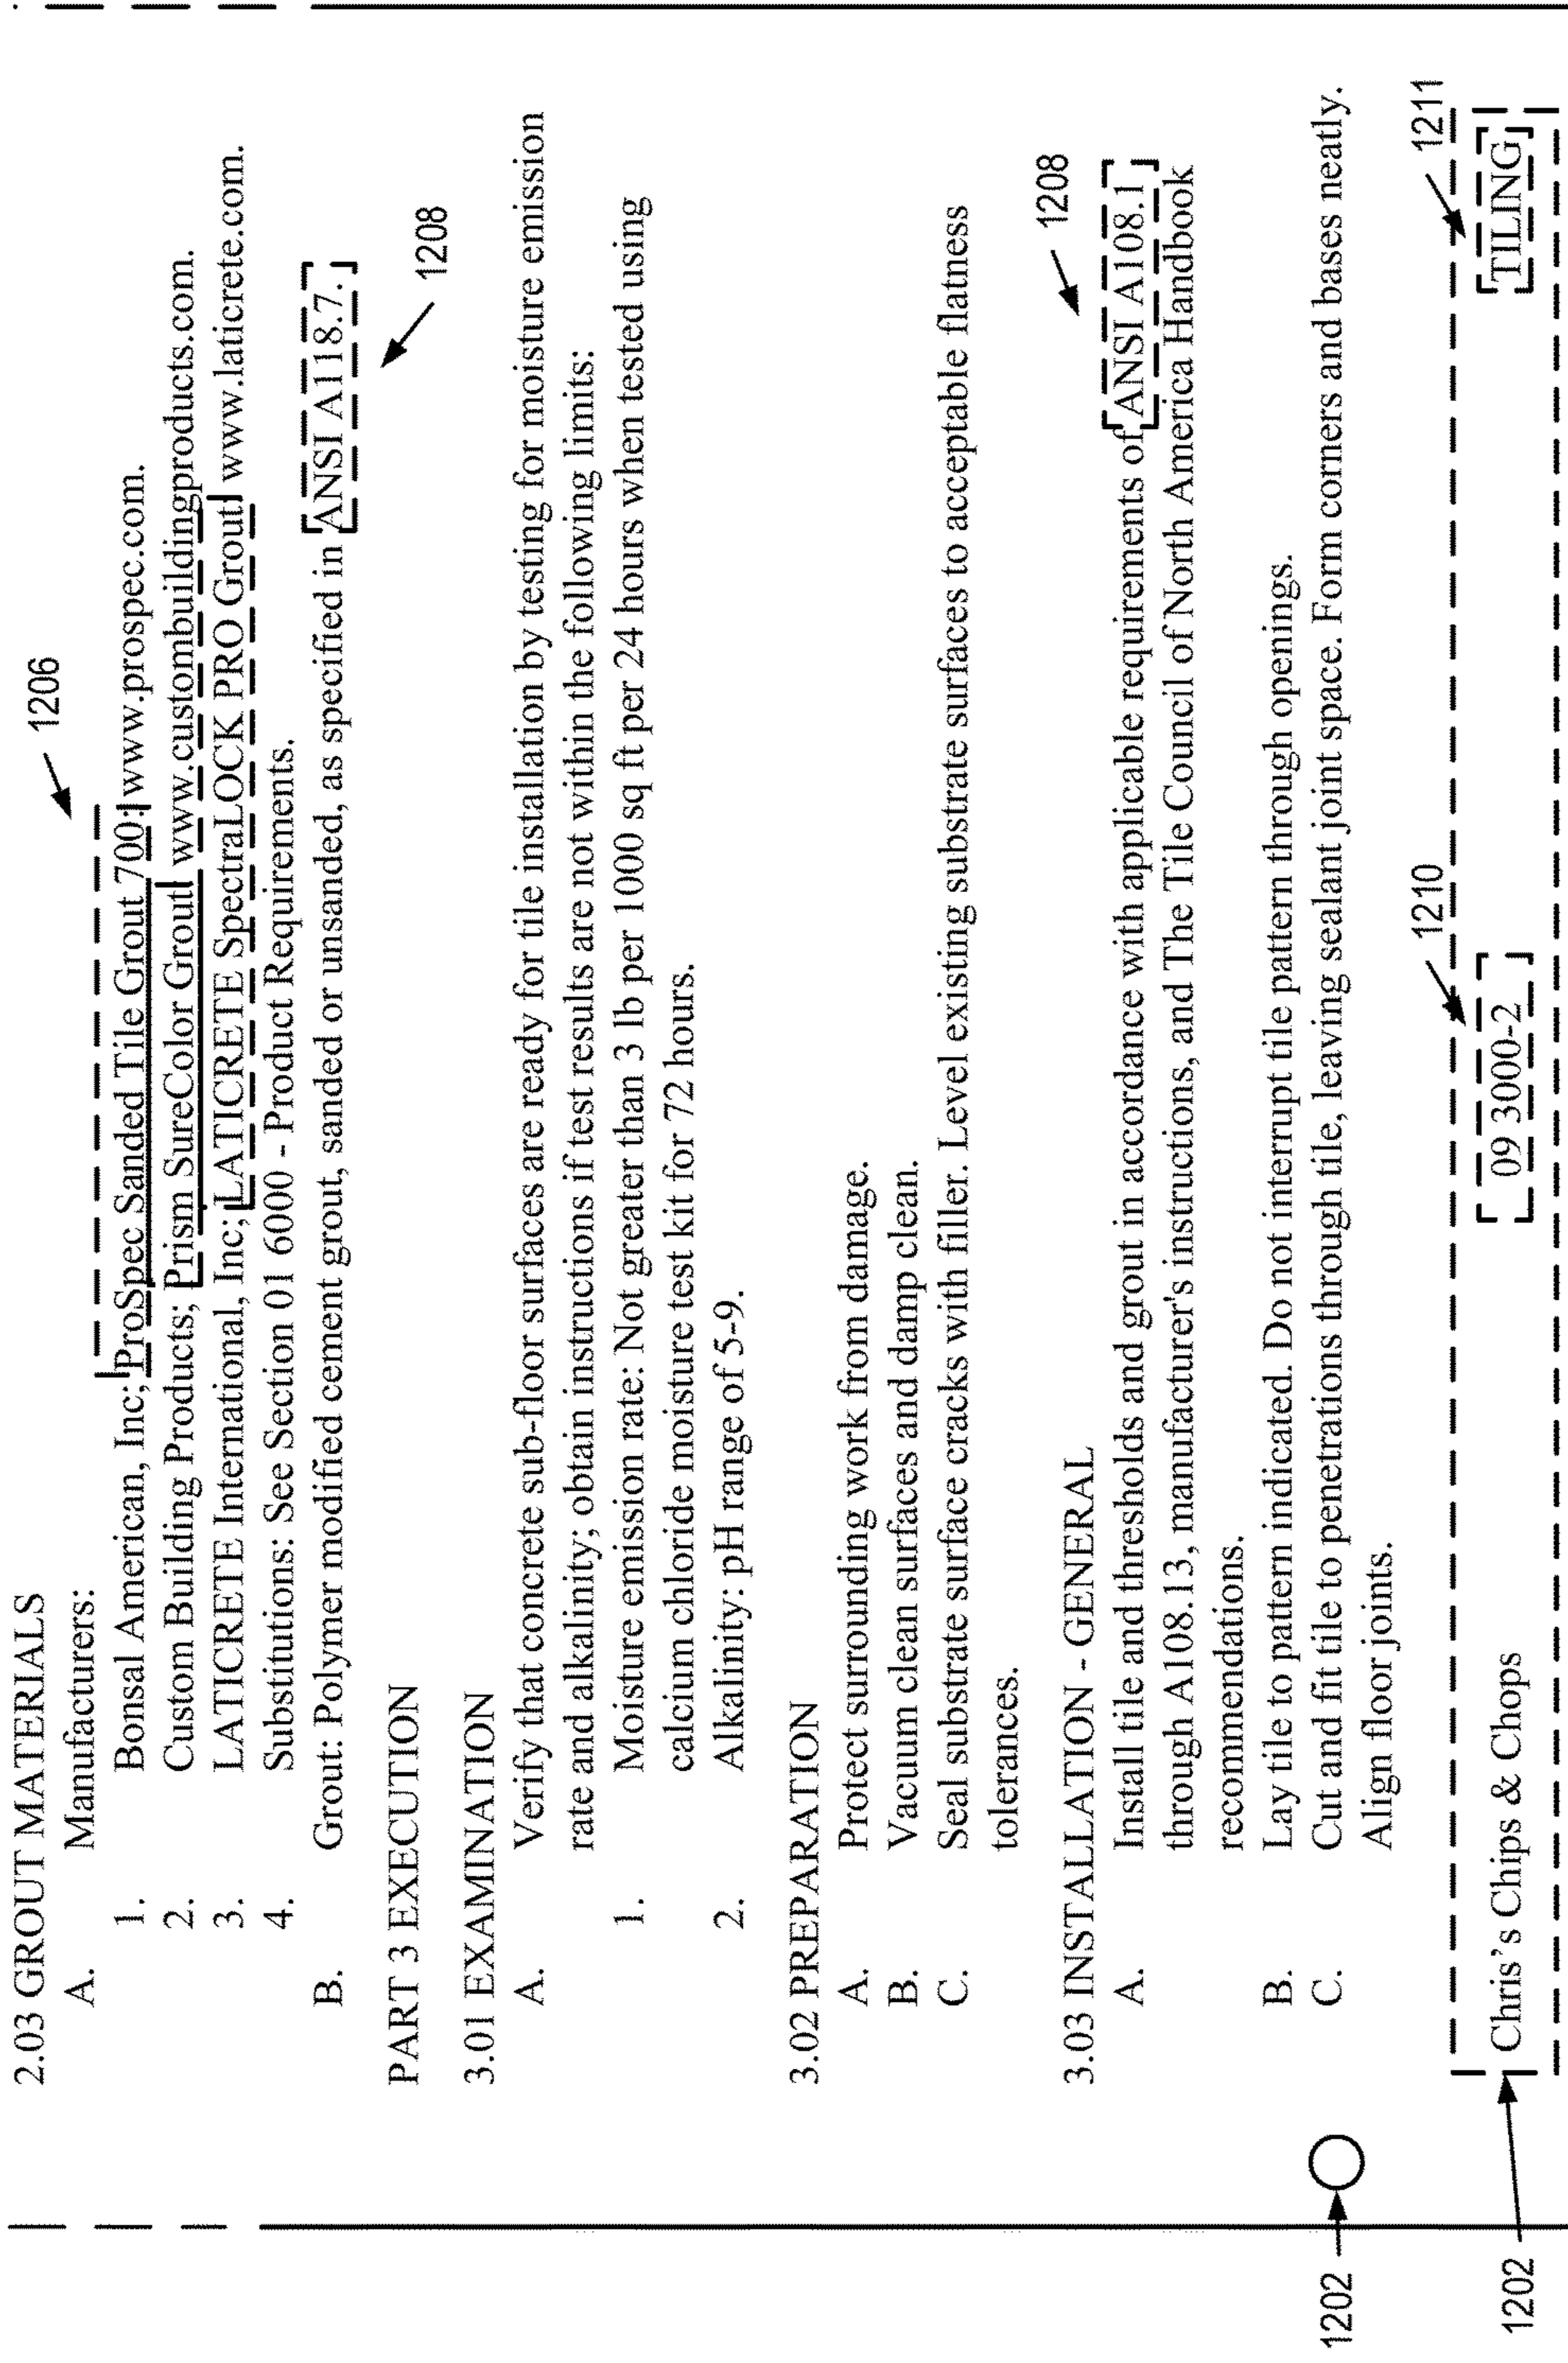 2.03 GROUT MATERIALS
A. Manufacturers:
1206
1. Bonsal American, Inc; ProSpec Sanded Tile Grout 700: www.prospec.com.
2. Custom Building Products; Prism SureColor Grout www.custombuildingproducts.com.
3. LATICRETE International, Inc; LATICRETE SpectraLOCK PRO Grout www.laticrete.com.
4. Substitutions: See Section 01 6000 - Product Requirements.
B. Grout: Polymer modified cement grout, sanded or unsanded, as specified in ANSI A118.7.
1208
PART 3 EXECUTION
3.01 EXAMINATION
A. Verify that concrete sub-floor surfaces are ready for tile installation by testing for moisture emission
rate and alkalinity; obtain instructions if test results are not within the following limits:
1. Moisture emission rate: Not greater than 3 lb per 1000 sq ft per 24 hours when tested using
calcium chloride moisture test kit for 72 hours.
2. Alkalinity: pH range of 5-9.
3.02 PREPARATION
A. Protect surrounding work from damage.
B. Vacuum clean surfaces and damp clean.
C. Seal substrate surface cracks with filler. Level existing substrate surfaces to acceptable flatness
tolerances.
1208
3.03 INSTALLATION - GENERAL
A. Install tile and thresholds and grout in accordance with applicable requirements of ANSI A108.1
through A108.13, manufacturer's instructions, and The Tile Council of North America Handbook
recommendations.
B. Lay tile to pattern indicated. Do not interrupt tile pattern through openings.
1202
C. Cut and fit tile to penetrations through tile, leaving sealant joint space. Form corners and bases neatly.
Align floor joints.
1210 1211
1202
Chris's Chips & Chops 09 3000-2 TILING